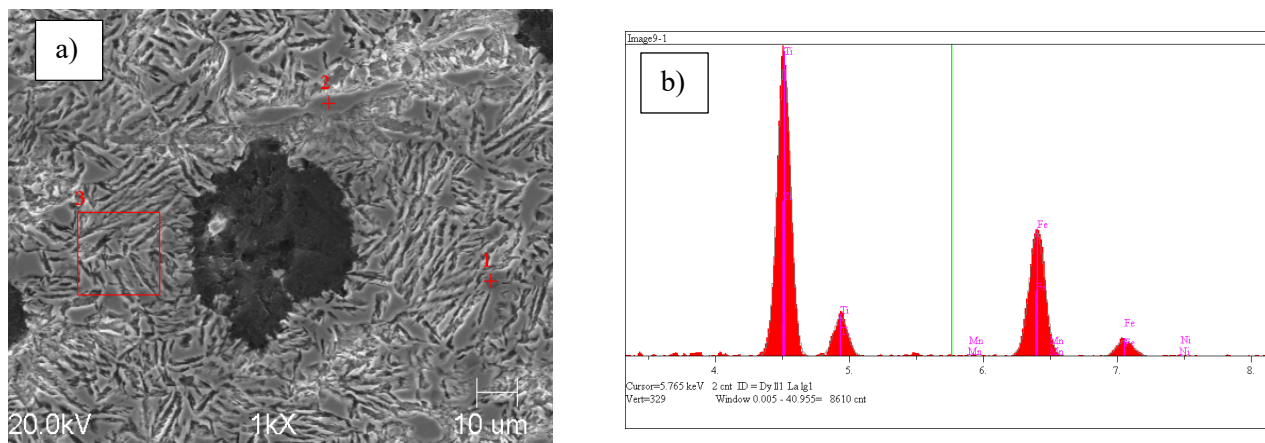 a)
2
3
1
20.0kV
1kX
10 um
Image9-1
b)
Ti
Ti
Fe
Fe
Mn
Mn
Mn
Ni
Ni
4.
5.
6.
7.
8.
Cursor=5.765 keV 2 cnt ID = Dy ll1 La lg1
Vert=329 Window 0.005 - 40.955= 8610 cnt